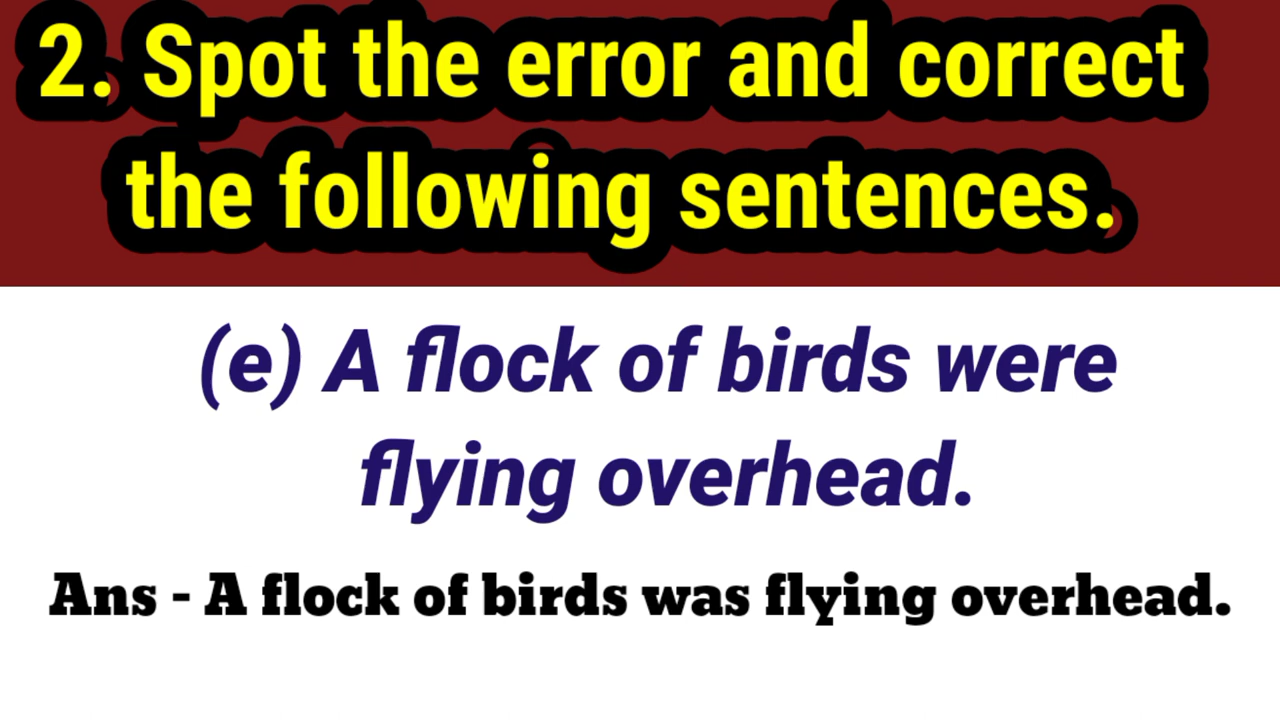 2. Spot the error and correct
the following sentences.
(e) A flock of birds were
flying overhead.
Ans - A flock of birds was flying overhead.